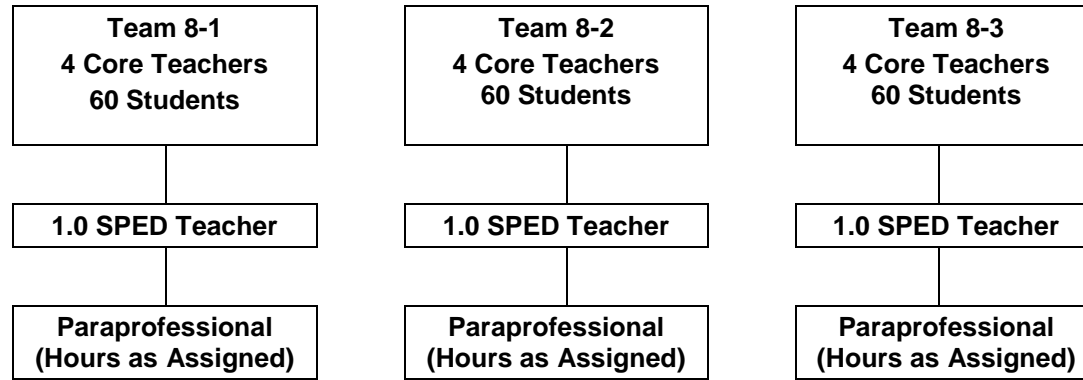 Team 8-1
4 Core Teachers
60 Students
1.0 SPED Teacher
Paraprofessional
(Hours as Assigned)
Team 8-2
4 Core Teachers
60 Students
1.0 SPED Teacher
Paraprofessional
(Hours as Assigned)
Team 8-3
4 Core Teachers
60 Students
1.0 SPED Teacher
Paraprofessional
(Hours as Assigned)